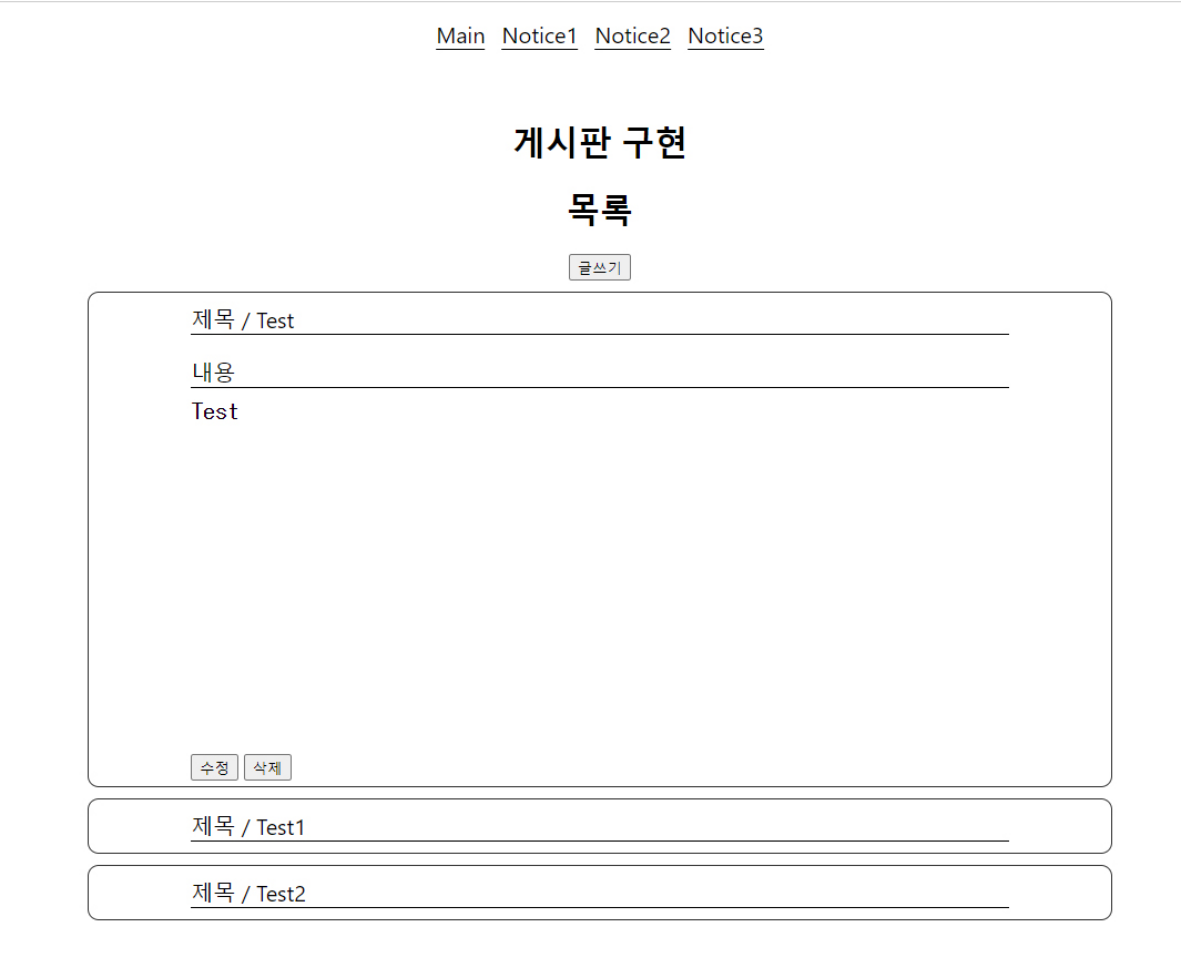 Main Notice1 Notice2 Notice3
게시판 구현
목록
글쓰기
제목 / Test
내용
Test
수정 삭제
제목 / Test1
제목 / Test2